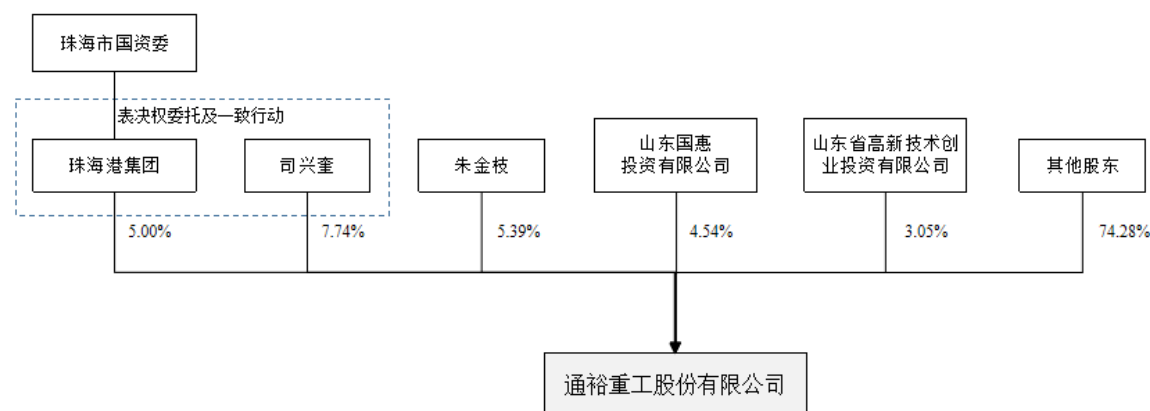 珠海市国资委
表决权委托及一致行动
珠海港集团
司兴奎
朱金枝
山东国惠
投资有限公司
山东省高新技术创
业投资有限公司
其他股东
5.00%
7.74%
5.39%
4.54%
3.05%
74.28%
通裕重工股份有限公司